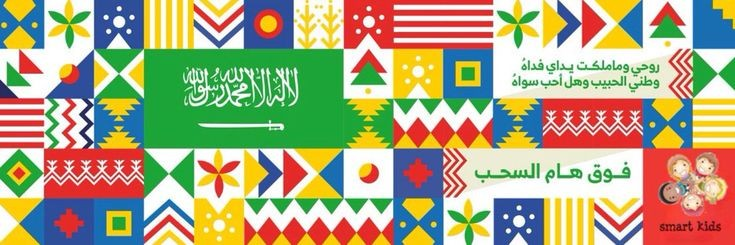 لا إله إلا الله محمد رسول الله
روحي وماملكت يداي فداهُ
وطني الحبيب وهل أحب سواهُ
فوق هام السحب
smart kids